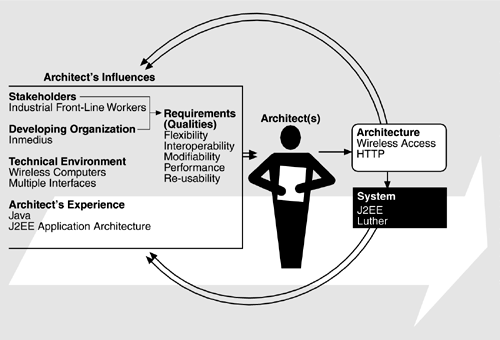 Architect's Influences
Stakeholders
Industrial Front-Line Workers
Developing Organization
Inmedius
Technical Environment
Wireless Computers
Multiple Interfaces
Architect's Experience
Java
J2EE Application Architecture
Requirements
(Qualities)
Flexibility
Interoperability
Modifiability
Performance
Re-usability
Architect(s)
Architecture
Wireless Access
HTTP
System
J2EE
Luther